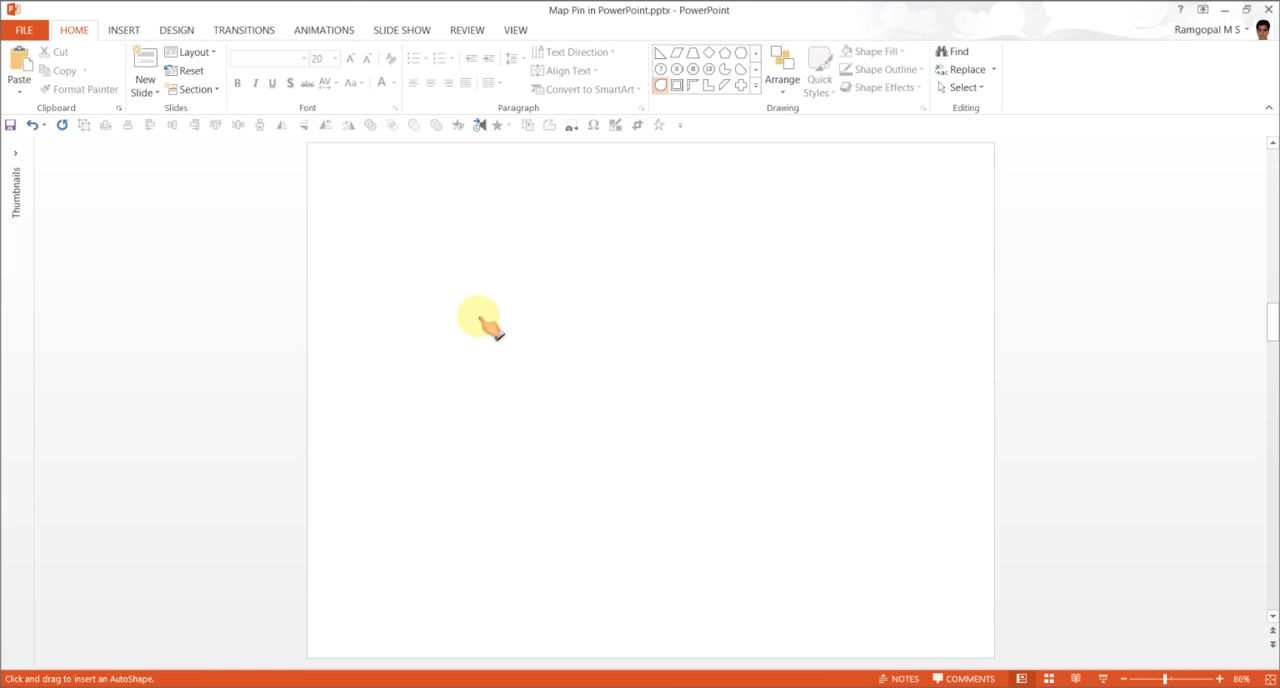 Map Pin in PowerPoint.pptx - PowerPoint
FILE HOME INSERT DESIGN TRANSITIONS ANIMATIONS SLIDE SHOW REVIEW VIEW Ramgopal M S
Paste
Cut
Copy
Format Painter
Clipboard
New
Slide
Layout
Reset
Section
Slides
20
B I U S abc AV Aa A
Font
Text Direction
Align Text
Convert to SmartArt
Paragraph
Arrange
Quick
Styles
Shape Fill
Shape Outline
Shape Effects
Drawing
Find
Replace
Select
Editing
Thumbnails
Click and drag to insert an AutoShape. NOTES COMMENTS 86%